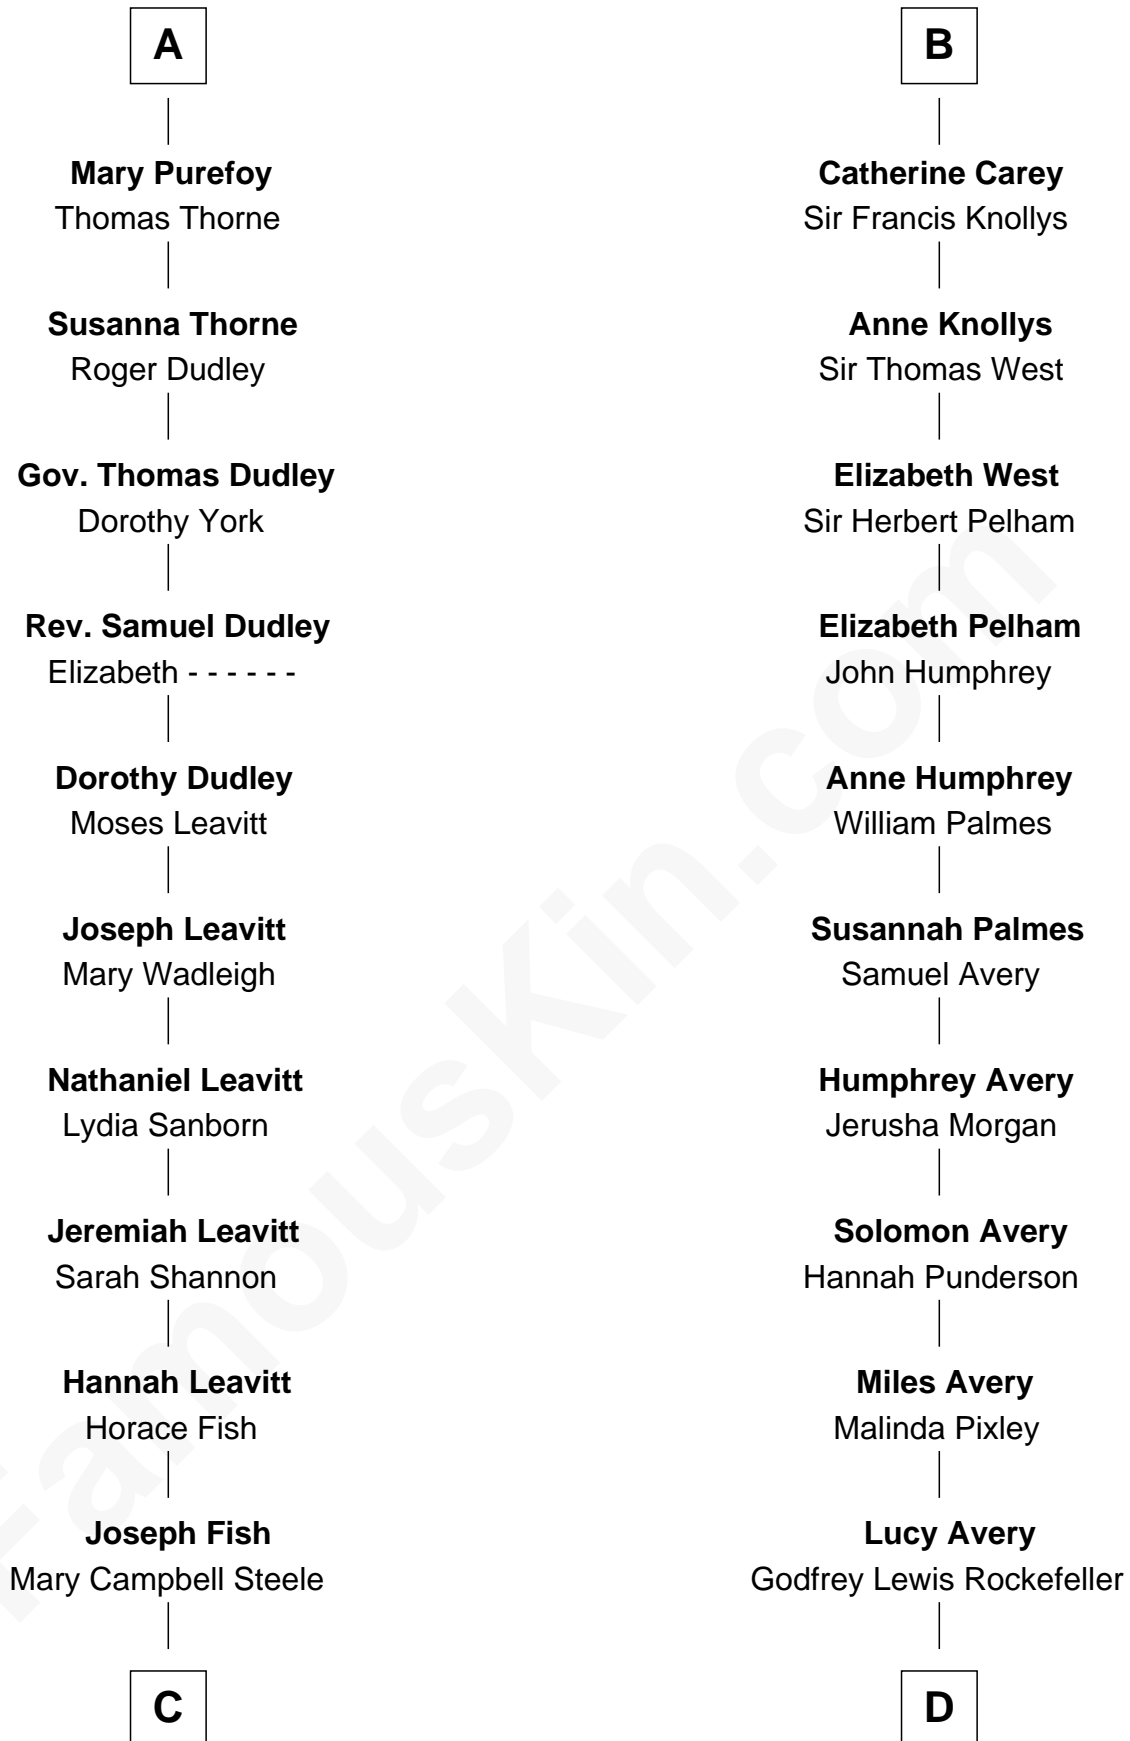 A
Mary Purefoy
Thomas Thorne
Susanna Thorne
Roger Dudley
Gov. Thomas Dudley
Dorothy York
Rev. Samuel Dudley
Elizabeth - - - - - -
Dorothy Dudley
Moses Leavitt
Joseph Leavitt
Mary Wadleigh
Nathaniel Leavitt
Lydia Sanborn
Jeremiah Leavitt
Sarah Shannon
Hannah Leavitt
Horace Fish
Joseph Fish
Mary Campbell Steele
C
B
Catherine Carey
Sir Francis Knollys
Anne Knollys
Sir Thomas West
Elizabeth West
Sir Herbert Pelham
Elizabeth Pelham
John Humphrey
Anne Humphrey
William Palmes
Susannah Palmes
Samuel Avery
Humphrey Avery
Jerusha Morgan
Solomon Avery
Hannah Punderson
Miles Avery
Malinda Pixley
Lucy Avery
Godfrey Lewis Rockefeller
D
FamousKin.com